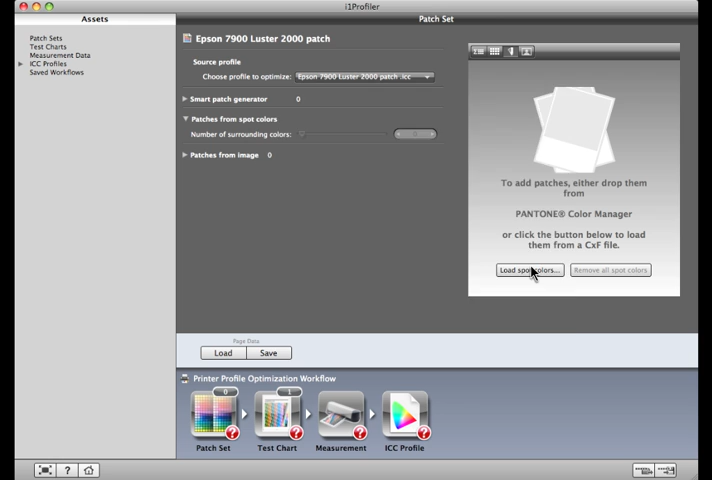 i1Profiler
Assets
Patch Set
Patch Sets
Test Charts
Measurement Data
ICC Profiles
Saved Workflows
Epson 7900 Luster 2000 patch
Source profile
Choose profile to optimize: Epson 7900 Luster 2000 patch .icc
Smart patch generator 0
Patches from spot colors
Number of surrounding colors: 0
Patches from image 0
To add patches, either drop them
from
PANTONE® Color Manager
or click the button below to load
them from a CxF file.
Load spot colors... Remove all spot colors
Page Data
Load Save
Printer Profile Optimization Workflow
0 1
? ? ? ?
Patch Set Test Chart Measurement ICC Profile
?